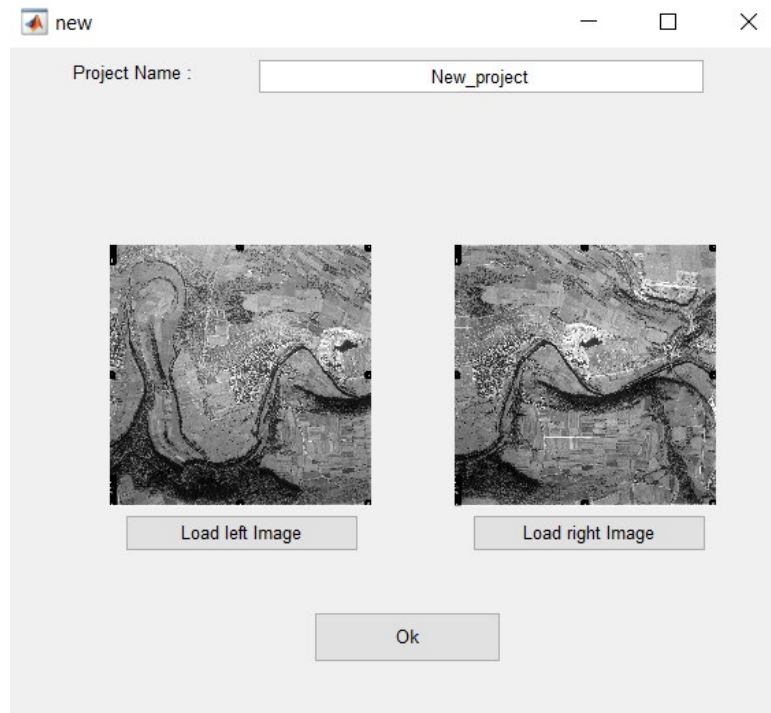 new
Project Name :
New_project
Load left Image
Load right Image
Ok